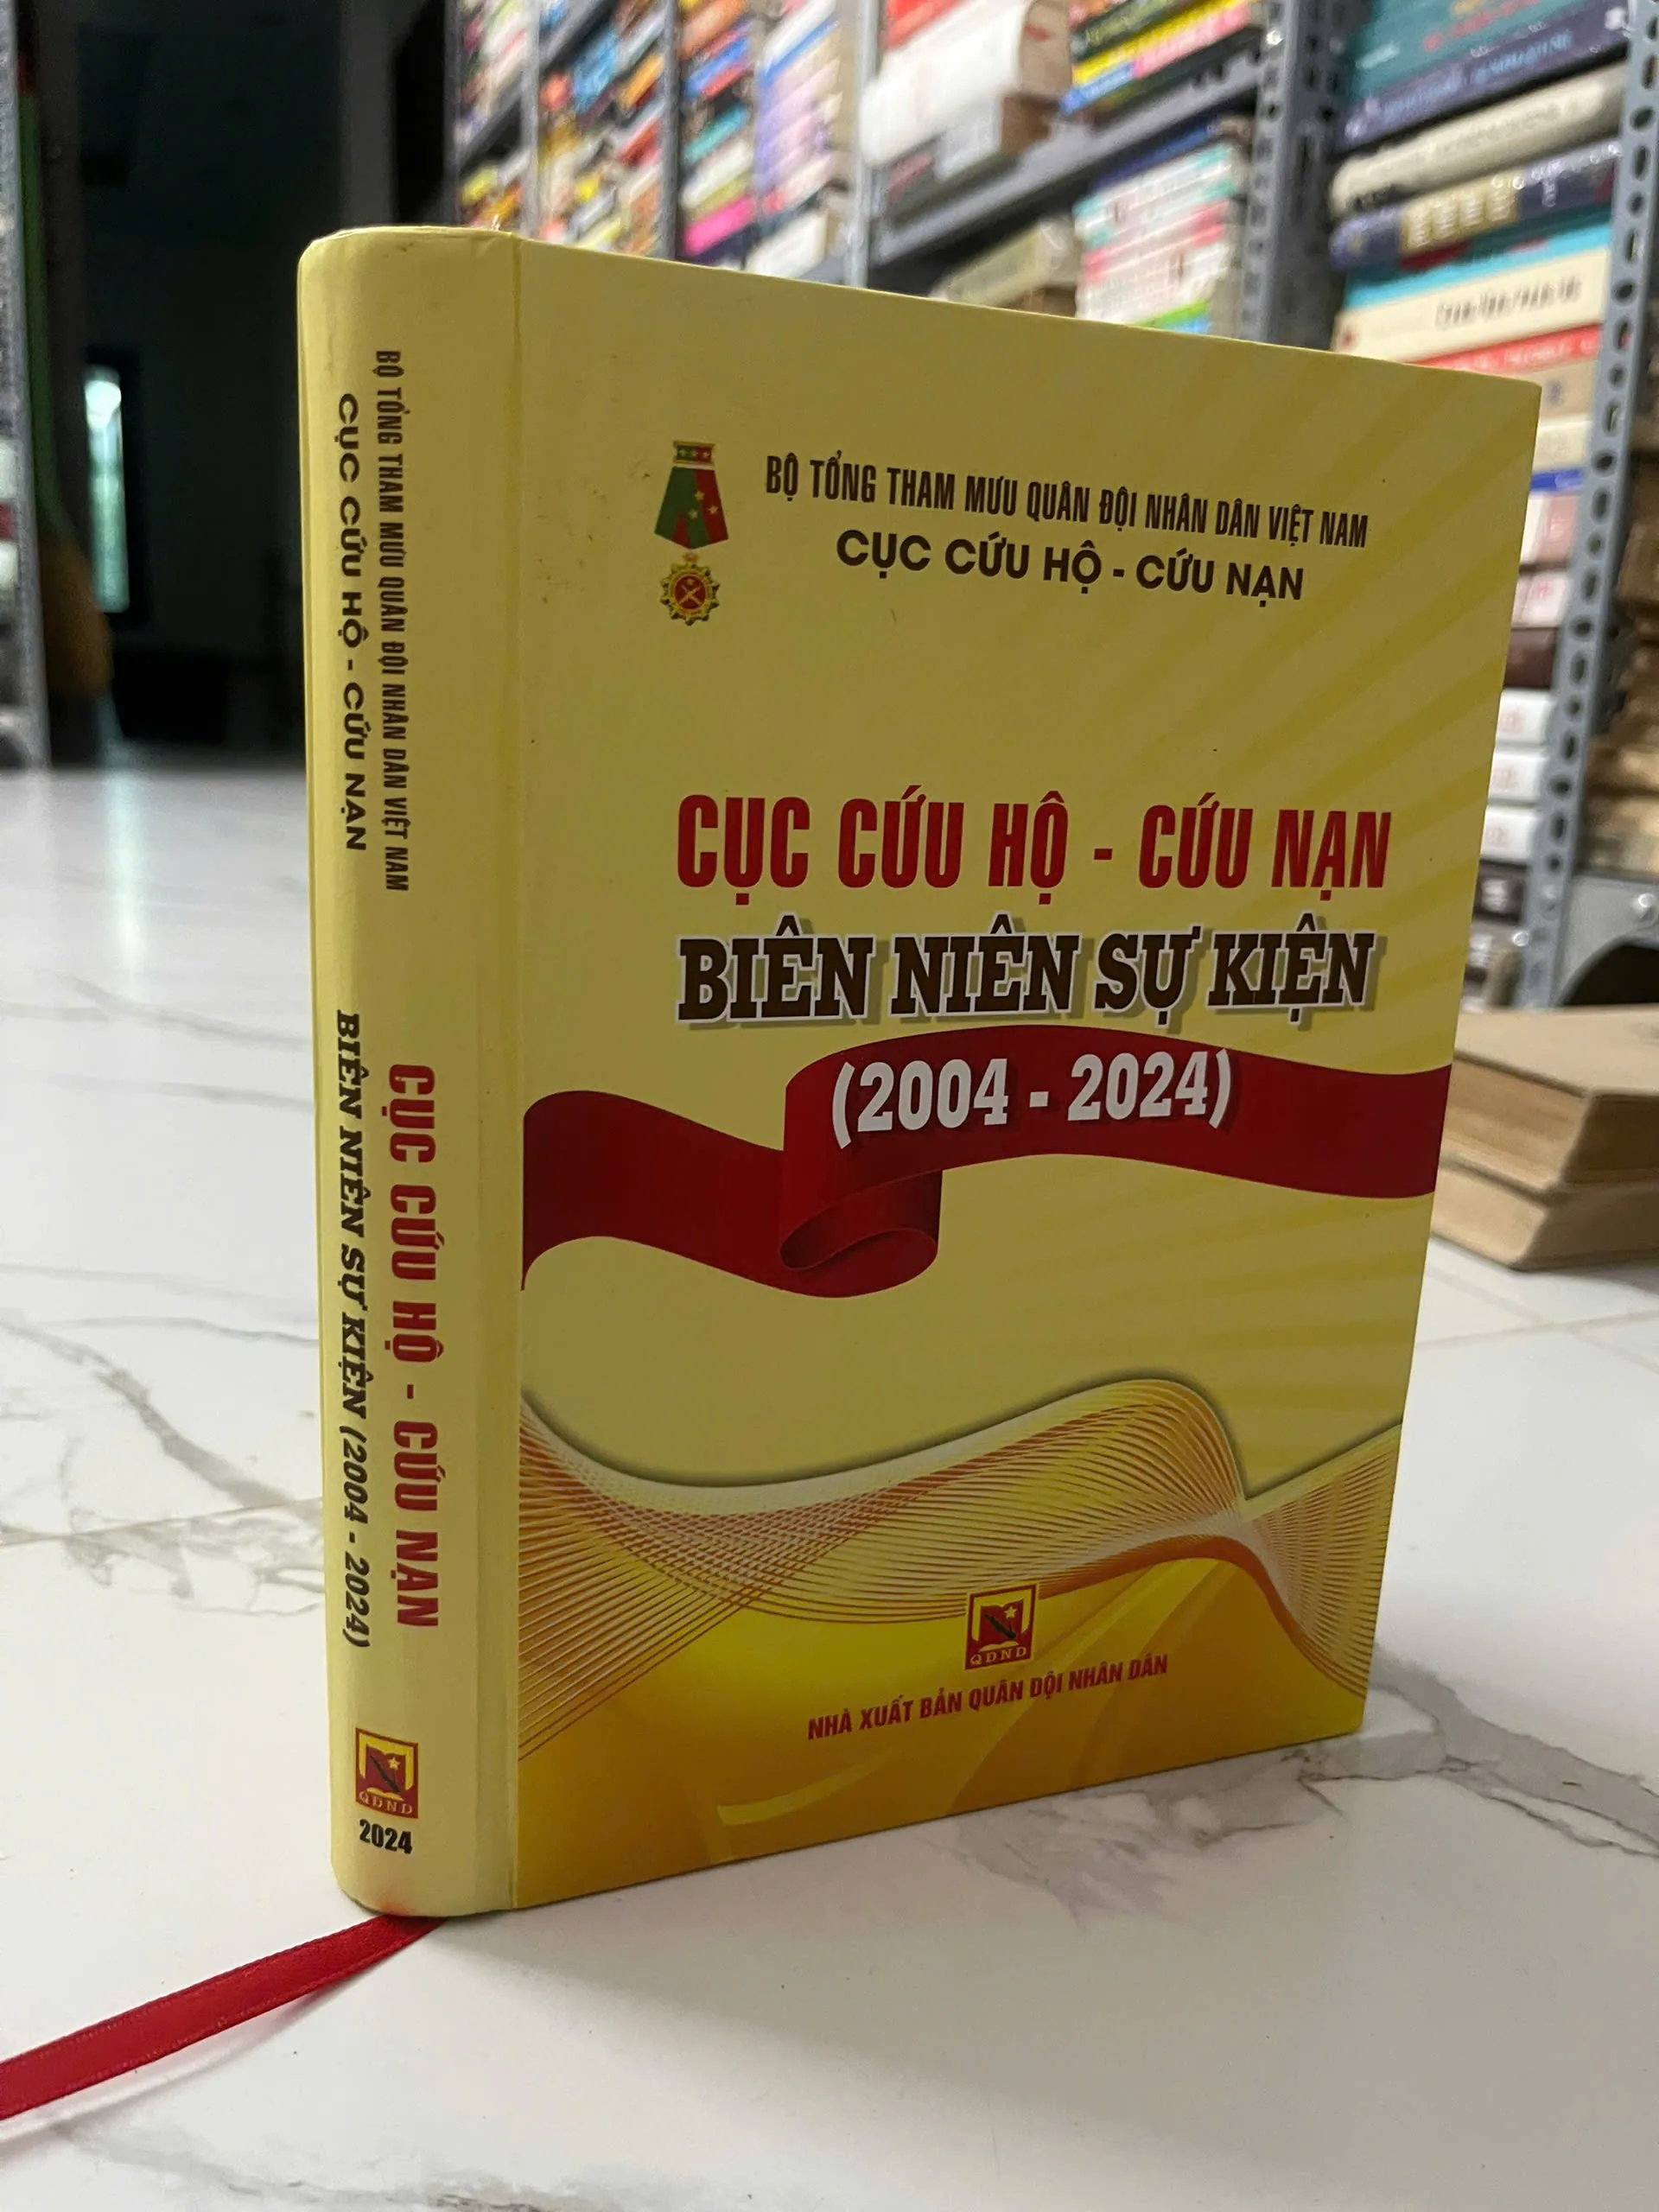 BỘ TỔNG THAM MƯU QUÂN ĐỘI NHÂN DÂN VIỆT NAM
CỤC CỨU HỘ - CỨU NẠN
CỤC CỨU HỘ - CỨU NẠN
BIÊN NIÊN SỰ KIỆN (2004 - 2024)
QĐND
2024
BỘ TỔNG THAM MƯU QUÂN ĐỘI NHÂN DÂN VIỆT NAM
CỤC CỨU HỘ - CỨU NẠN
CỤC CỨU HỘ - CỨU NẠN
BIÊN NIÊN SỰ KIỆN
(2004 - 2024)
QĐND
NHÀ XUẤT BẢN QUÂN ĐỘI NHÂN DÂN